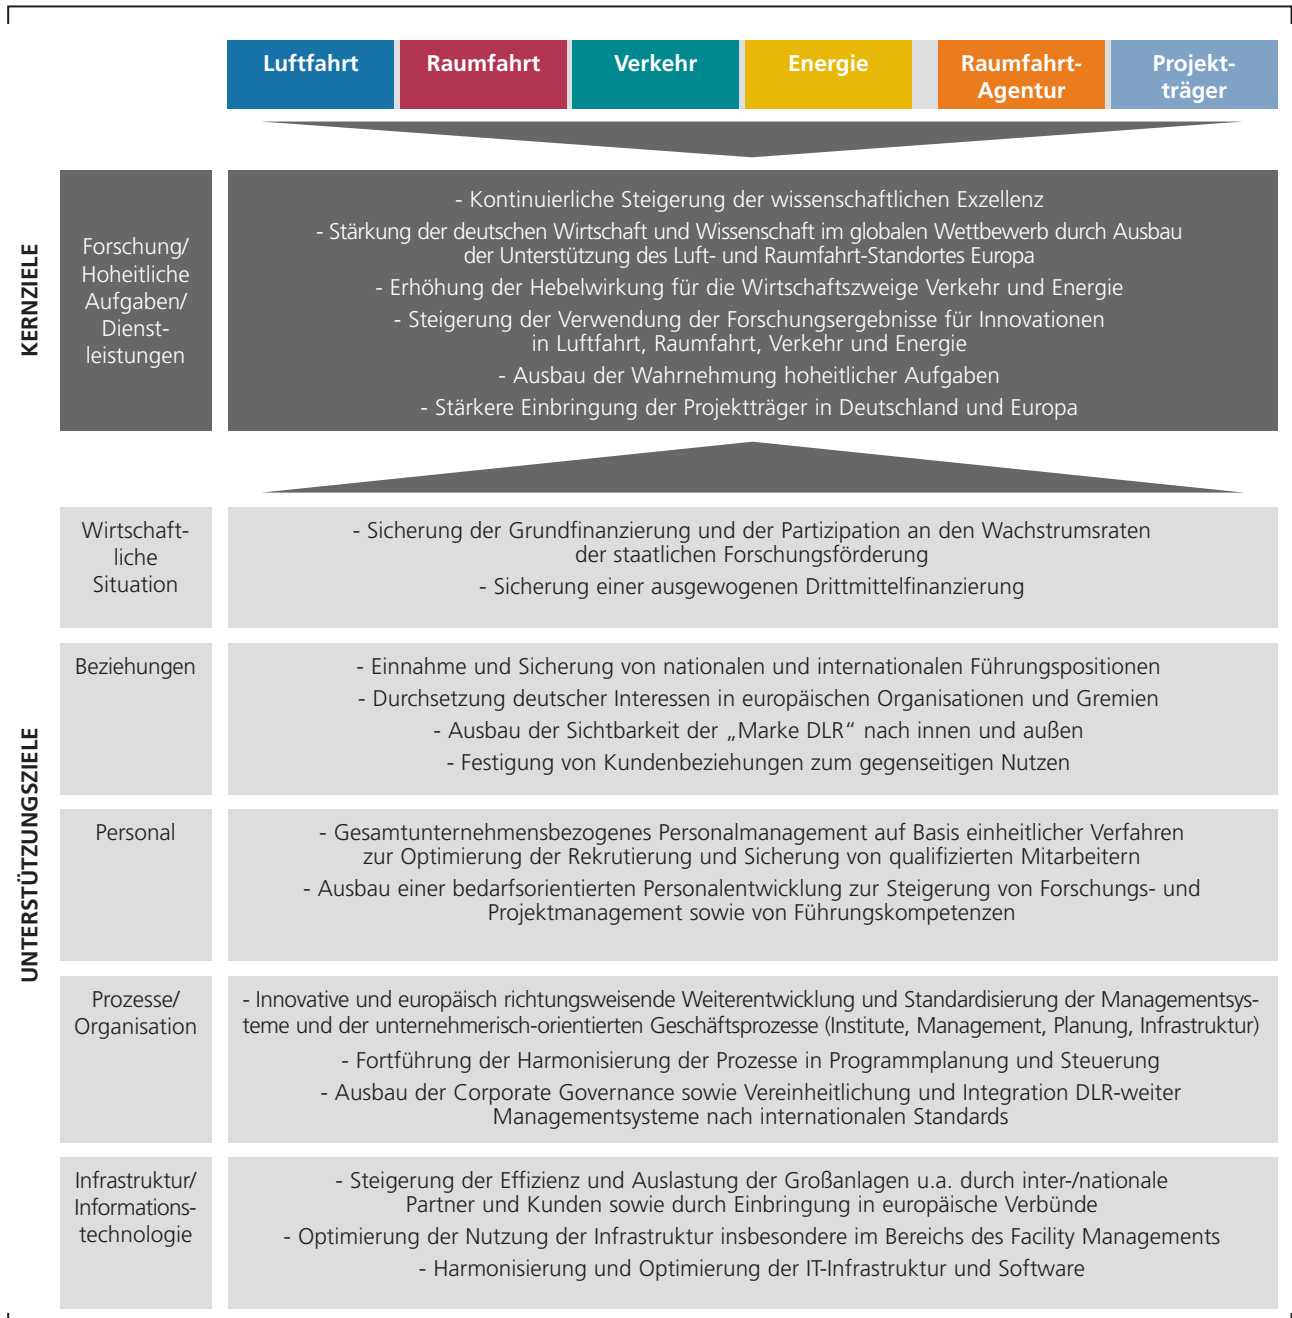 Luftfahrt
Raumfahrt
Verkehr
Energie
Raumfahrt-
Agentur
Projekt-
träger
KERNZIELE
Forschung/
Hoheitliche
Aufgaben/
Dienst-
leistungen
- Kontinuierliche Steigerung der wissenschaftlichen Exzellenz
- Stärkung der deutschen Wirtschaft und Wissenschaft im globalen Wettbewerb durch Ausbau
der Unterstützung des Luft- und Raumfahrt-Standortes Europa
- Erhöhung der Hebelwirkung für die Wirtschaftszweige Verkehr und Energie
- Steigerung der Verwendung der Forschungsergebnisse für Innovationen
in Luftfahrt, Raumfahrt, Verkehr und Energie
- Ausbau der Wahrnehmung hoheitlicher Aufgaben
- Stärkere Einbringung der Projektträger in Deutschland und Europa
UNTERSTÜTZUNGSZIELE
Wirtschaft-
liche
Situation
- Sicherung der Grundfinanzierung und der Partizipation an den Wachstrumsraten
der staatlichen Forschungsförderung
- Sicherung einer ausgewogenen Drittmittelfinanzierung
Beziehungen
- Einnahme und Sicherung von nationalen und internationalen Führungspositionen
- Durchsetzung deutscher Interessen in europäischen Organisationen und Gremien
- Ausbau der Sichtbarkeit der „Marke DLR“ nach innen und außen
- Festigung von Kundenbeziehungen zum gegenseitigen Nutzen
Personal
- Gesamtunternehmensbezogenes Personalmanagement auf Basis einheitlicher Verfahren
zur Optimierung der Rekrutierung und Sicherung von qualifizierten Mitarbeitern
- Ausbau einer bedarfsorientierten Personalentwicklung zur Steigerung von Forschungs- und
Projektmanagement sowie von Führungskompetenzen
Prozesse/
Organisation
- Innovative und europäisch richtungsweisende Weiterentwicklung und Standardisierung der Managementsys-
teme und der unternehmerisch-orientierten Geschäftsprozesse (Institute, Management, Planung, Infrastruktur)
- Fortführung der Harmonisierung der Prozesse in Programmplanung und Steuerung
- Ausbau der Corporate Governance sowie Vereinheitlichung und Integration DLR-weiter
Managementsysteme nach internationalen Standards
Infrastruktur/
Informations-
technologie
- Steigerung der Effizienz und Auslastung der Großanlagen u.a. durch inter-/nationale
Partner und Kunden sowie durch Einbringung in europäische Verbünde
- Optimierung der Nutzung der Infrastruktur insbesondere im Bereichs des Facility Managements
- Harmonisierung und Optimierung der IT-Infrastruktur und Software